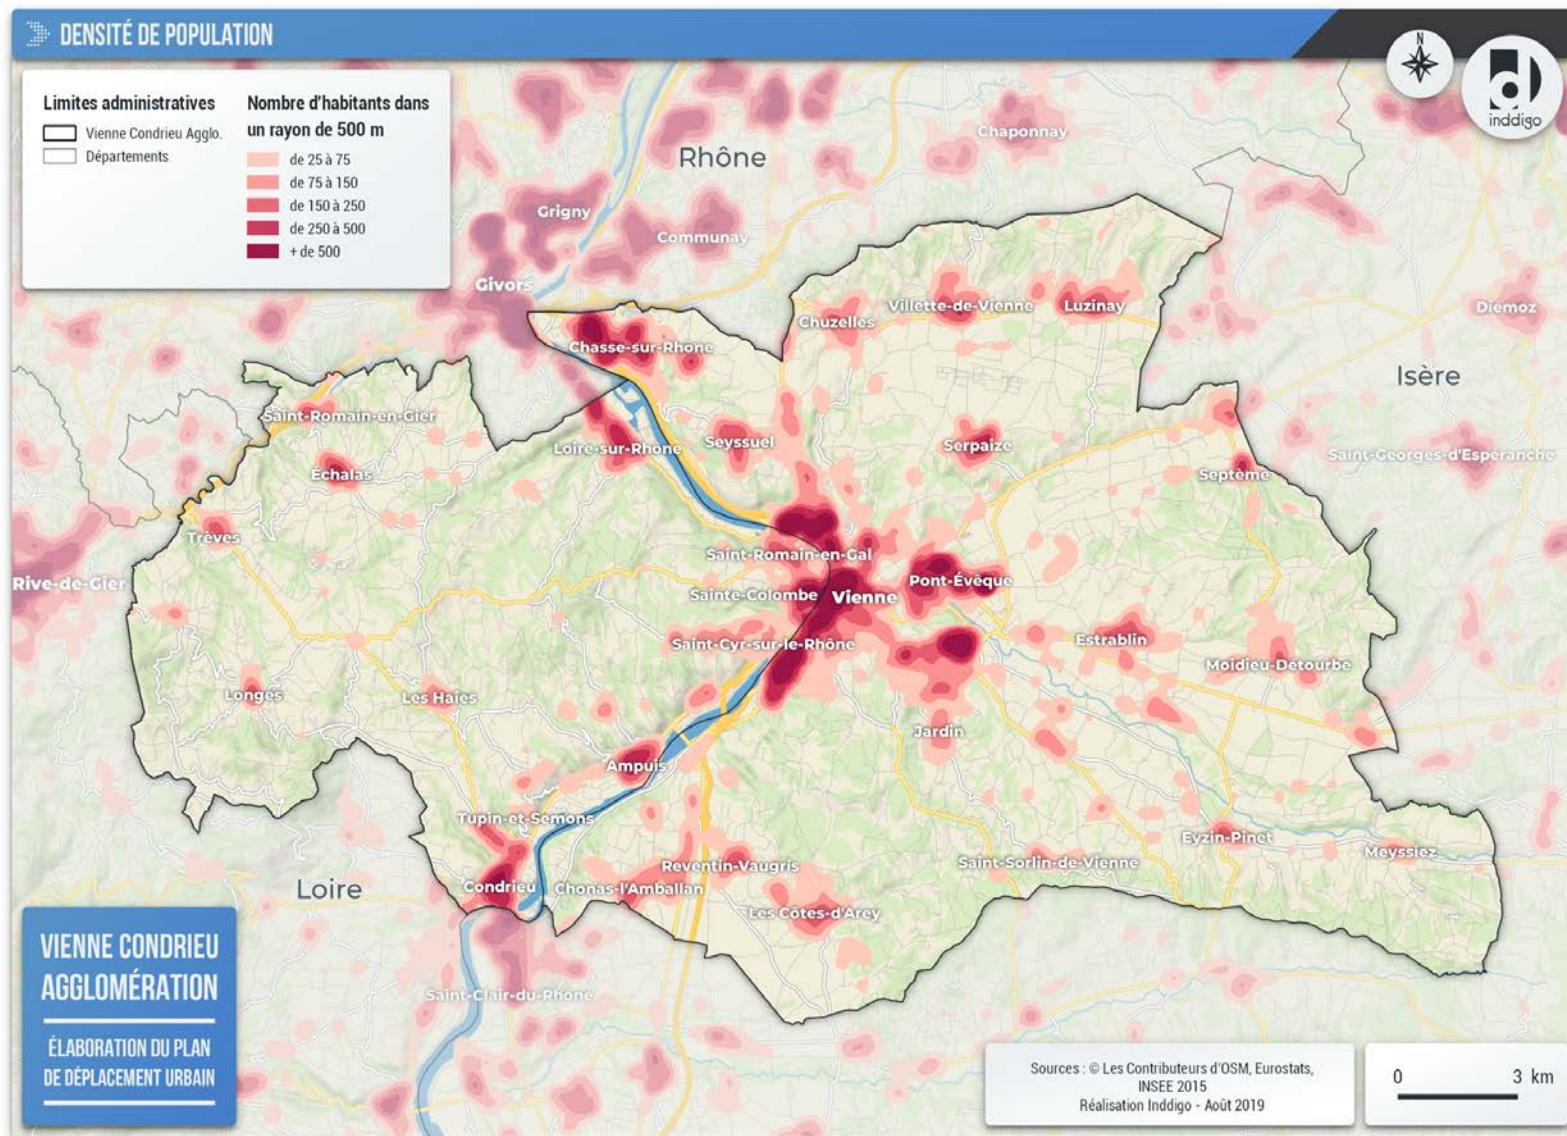 DENSITÉ DE POPULATION
N
inddigo
Limites administratives
Vienne Condrieu Agglo.
Départements
Nombre d'habitants dans
un rayon de 500 m
de 25 à 75
de 75 à 150
de 150 à 250
de 250 à 500
+ de 500
Chaponnay
Rhône
Grigny
Communay
Givors
Villette-de-Vienne
Luzinay
Diémoz
Chuzelles
Chasse-sur-Rhône
Isère
Saint-Romain-en-Gier
Loire-sur-Rhône
Seyssuel
Serpaize
Saint-Georges-d'Espéranche
Échalas
Septème
Trèves
Saint-Romain-en-Gal
Rive-de-Gier
Pont-Évêque
Sainte-Colombe
Vienne
Saint-Cyr-sur-le-Rhône
Estrablin
Moidieu-Détourbe
Longes
Les Haies
Jardin
Ampuis
Tupin-et-Semons
Eyzin-Pinet
Meyssiez
Reventin-Vaugris
Saint-Sorlin-de-Vienne
Loire
Condrieu
Chonas-l'Amballan
Les Côtes-d'Arey
Saint-Clair-du-Rhône
VIENNE CONDRIEU
AGGLOMÉRATION
ÉLABORATION DU PLAN
DE DÉPLACEMENT URBAIN
Sources : © Les Contributeurs d'OSM, Eurostats,
INSEE 2015
Réalisation Inddigo - Août 2019
0 3 km